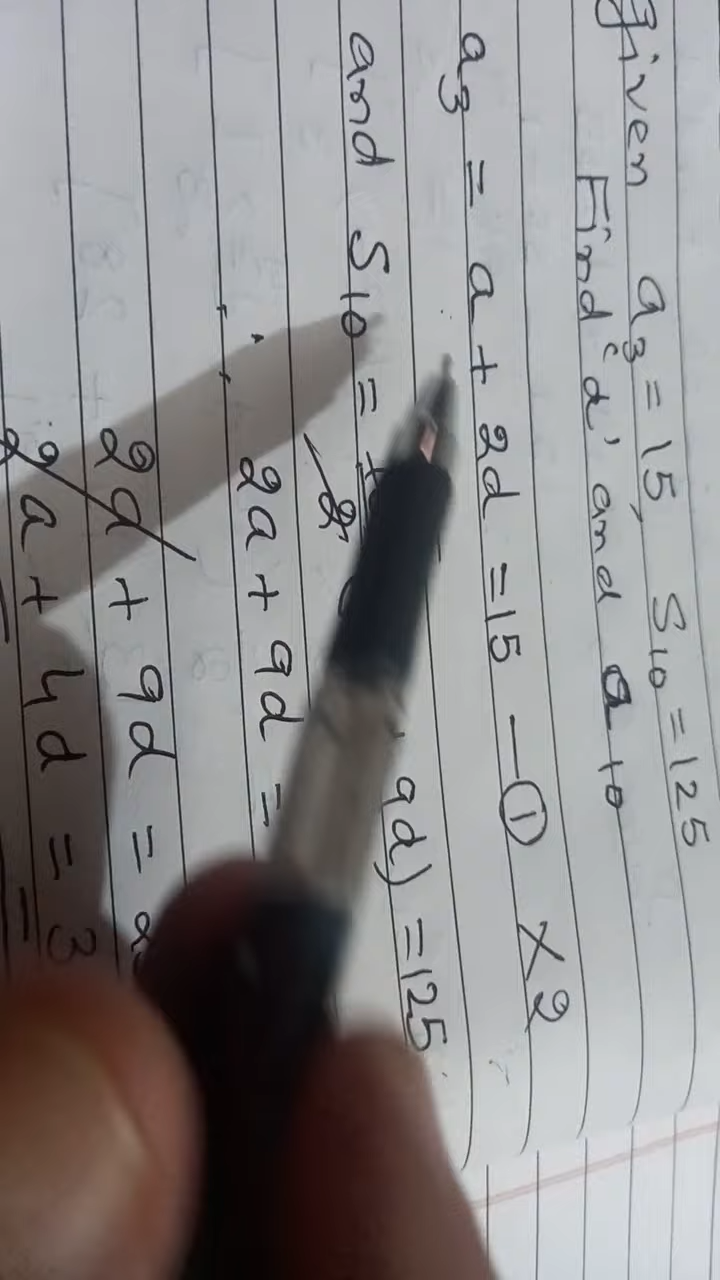 Given a3 = 15, S10 = 125
Find 'd' and a10
a3 = a + 2d = 15 — ① × 2
and S10 = 9d) = 125
2
∴ 2a + 9d =
2a + 9d =
2a + 4d = 3